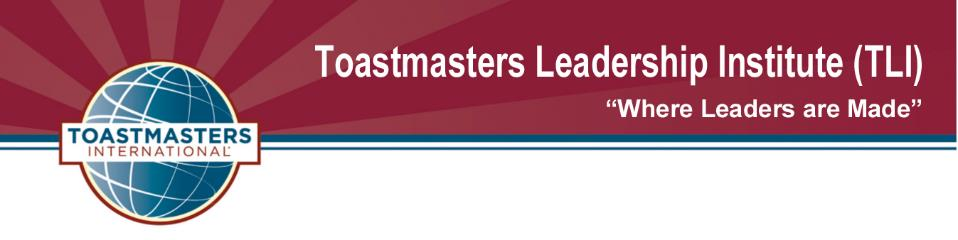 Toastmasters Leadership Institute (TLI)
“Where Leaders are Made”
TOASTMASTERS
INTERNATIONAL